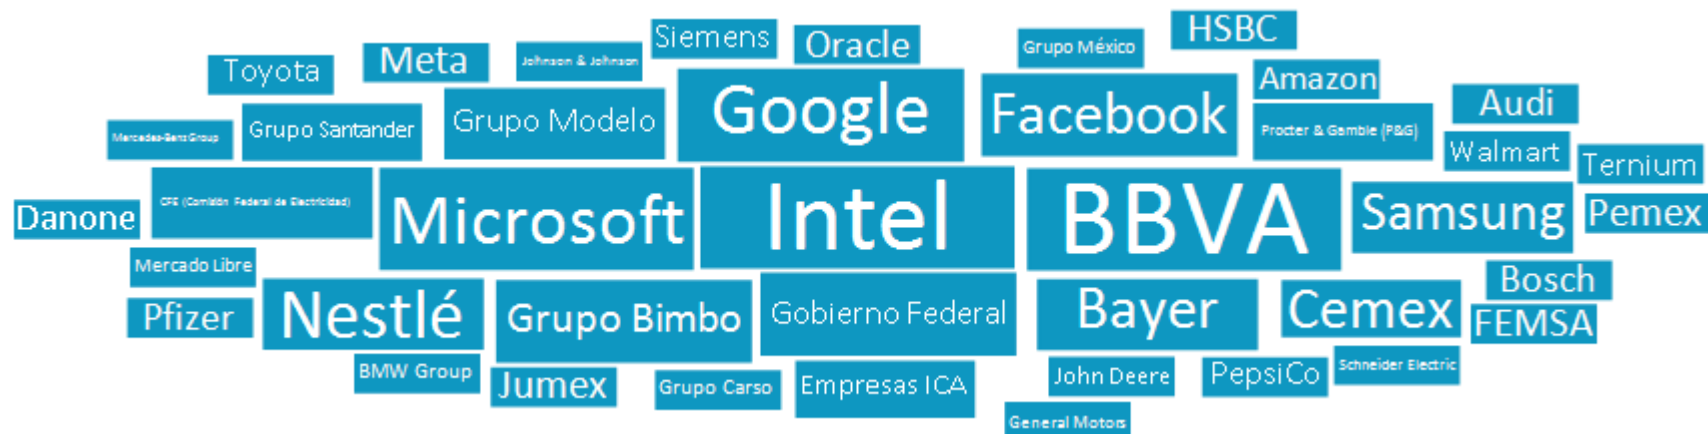 HSBC
Siemens
Oracle
Grupo México
Toyota
Meta
Johnson & Johnson
Amazon
Google
Facebook
Audi
Mercedes-Benz Group
Grupo Santander
Grupo Modelo
Procter & Gamble (P&G)
Walmart
Ternium
Danone
CFE (Comisión Federal de Electricidad)
Microsoft
Intel
BBVA
Samsung
Pemex
Mercado Libre
Bosch
Pfizer
Nestlé
Grupo Bimbo
Gobierno Federal
Bayer
Cemex
FEMSA
BMW Group
Jumex
Grupo Carso
Empresas ICA
John Deere
PepsiCo
Schneider Electric
General Motors